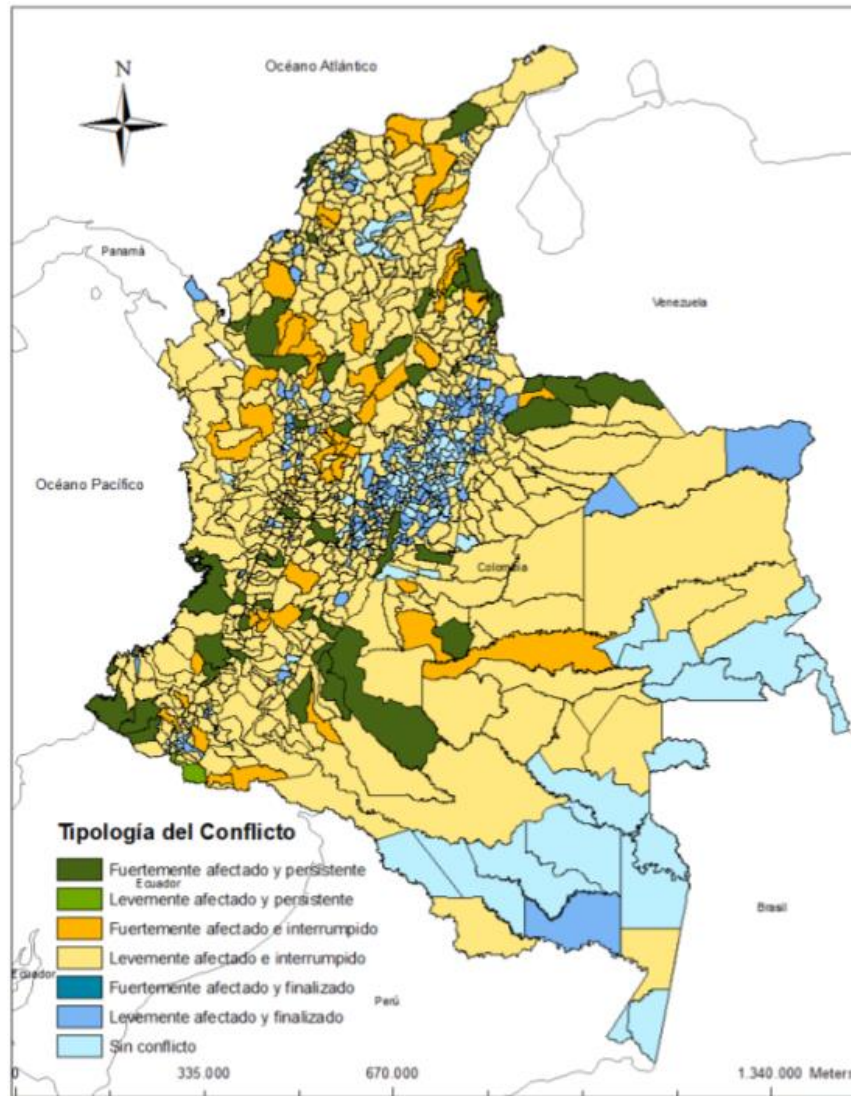 Océano Atlántico
N
Panamá
Venezuela
Océano Pacífico
Colombia
Tipología del Conflicto
Fuertemente afectado y persistente
Ecuador
Levemente afectado y persistente
Fuertemente afectado e interrumpido
Levemente afectado e interrumpido
Brasil
Ecuador
Fuertemente afectado y finalizado
Levemente afectado y finalizado
Perú
Sin conflicto
0 335.000 670.000 1.340.000 Meters